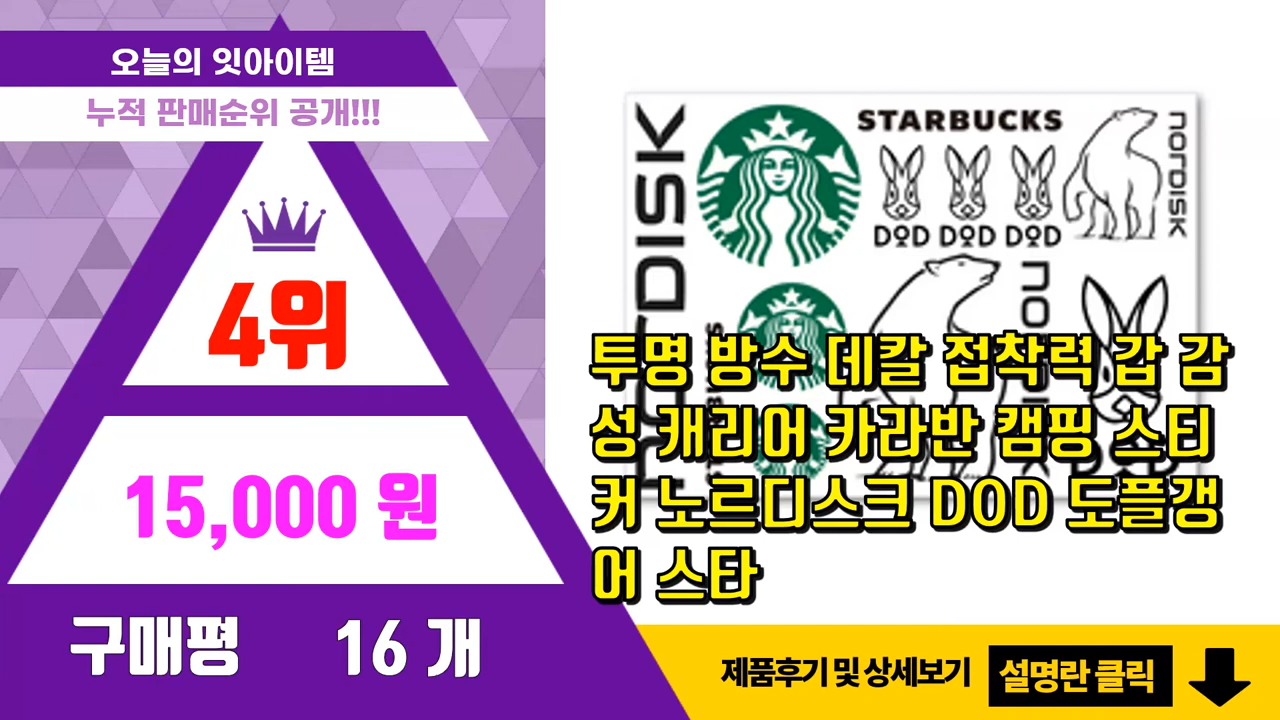 오늘의 잇아이템
누적 판매순위 공개!!!
4위
15,000 원
구매평 16 개
NORDISK
STARBUCKS
DOD DOD DOD
NORDISK
투명 방수 데칼 접착력 갑 감
성 캐리어 카라반 캠핑 스티
커 노르디스크 DOD 도플갱
어 스타
제품후기 및 상세보기
설명란 클릭